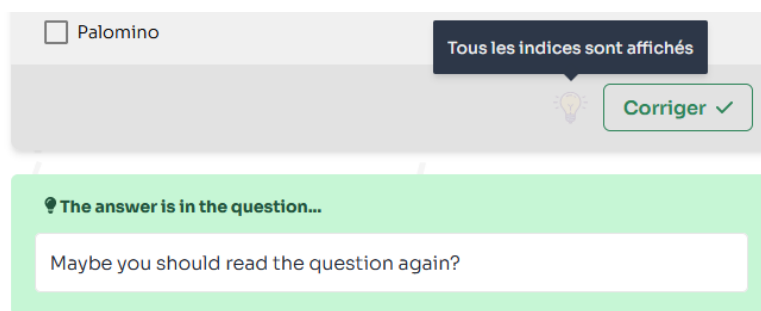 Palomino
Tous les indices sont affichés
Corriger
The answer is in the question...
Maybe you should read the question again?